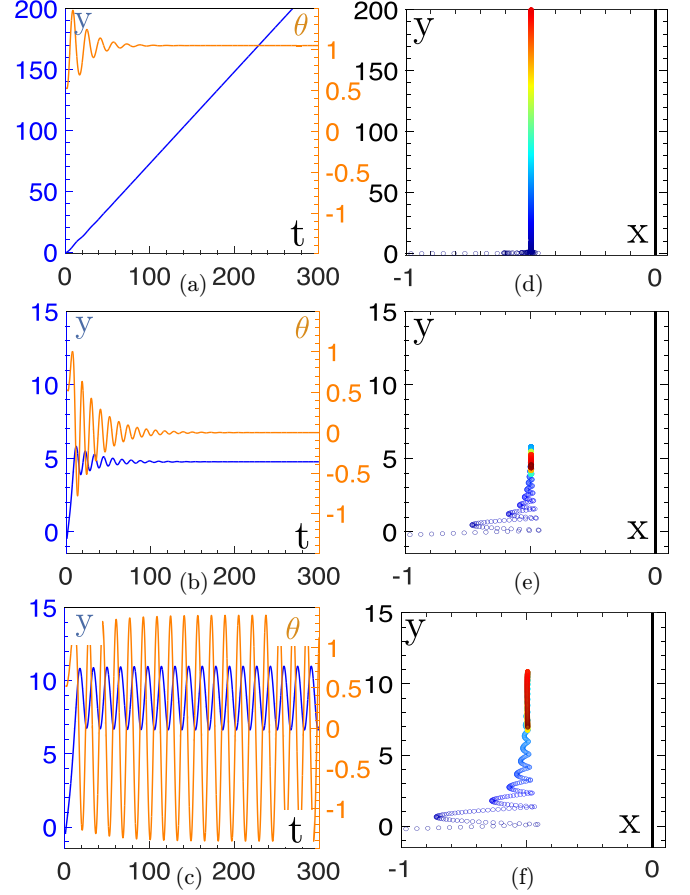 200 y θ
150 1
100 0.5
0
50 -0.5
-1
0 t
0 100 200 300
(a)
200 y
150
100
50
0 x
-1 0
(d)
15 y θ
1
10 0.5
0
5 -0.5
0 -1
t
0 100 200 300
(b)
15 y
10
5
0 x
-1 0
(e)
15 y θ
1
10 0.5
0
5 -0.5
0 -1
t
0 100 200 300
(c)
15 y
10
5
0 x
-1 0
(f)